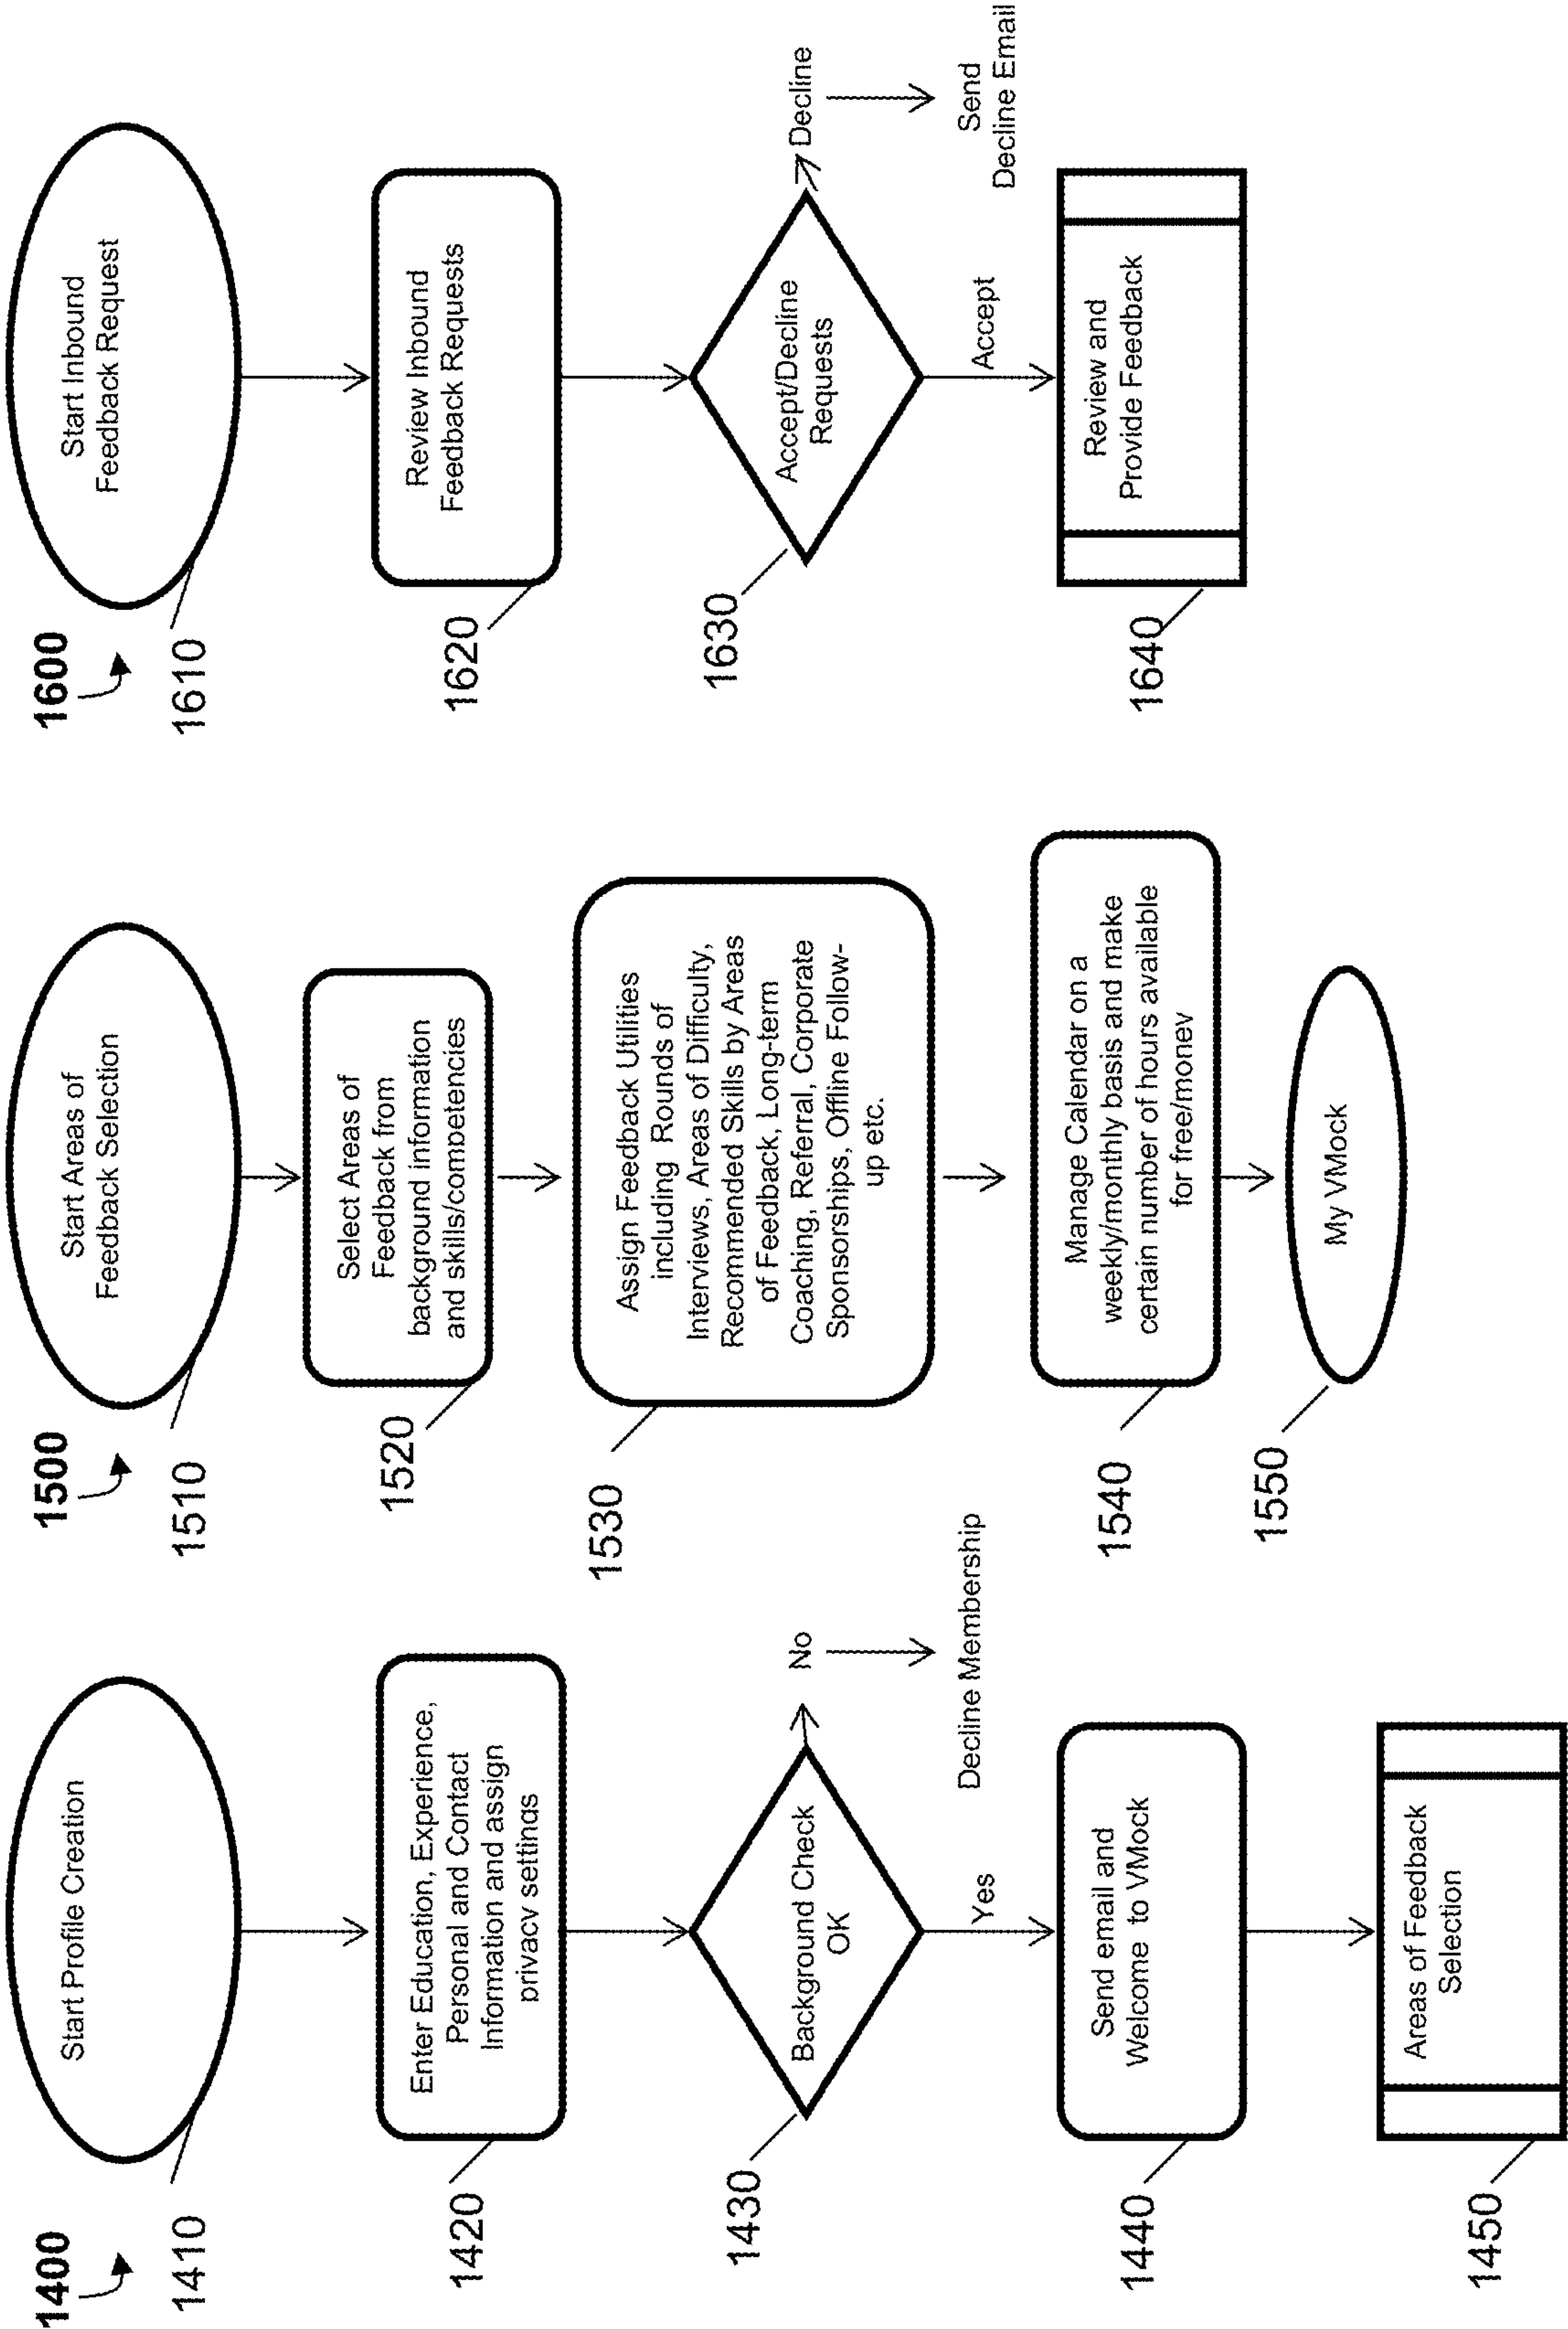 1400
1410
Start Profile Creation
1420
Enter Education, Experience,
Personal and Contact
Information and assign
privacy settings
1430
Background Check
OK
No
Decline Membership
Yes
1440
Send email and
Welcome to VMock
1450
Areas of Feedback
Selection
1500
1510
Start Areas of
Feedback Selection
1520
Select Areas of
Feedback from
background information
and skills/competencies
1530
Assign Feedback Utilities
including Rounds of
Interviews, Areas of Difficulty,
Recommended Skills by Areas
of Feedback, Long-term
Coaching, Referral, Corporate
Sponsorships, Offline Follow-
up etc.
1540
Manage Calendar on a
weekly/monthly basis and make
certain number of hours available
for free/money
1550
My VMock
1600
1610
Start Inbound
Feedback Request
1620
Review Inbound
Feedback Requests
1630
Accept/Decline
Requests
Decline
Send
Decline Email
Accept
1640
Review and
Provide Feedback